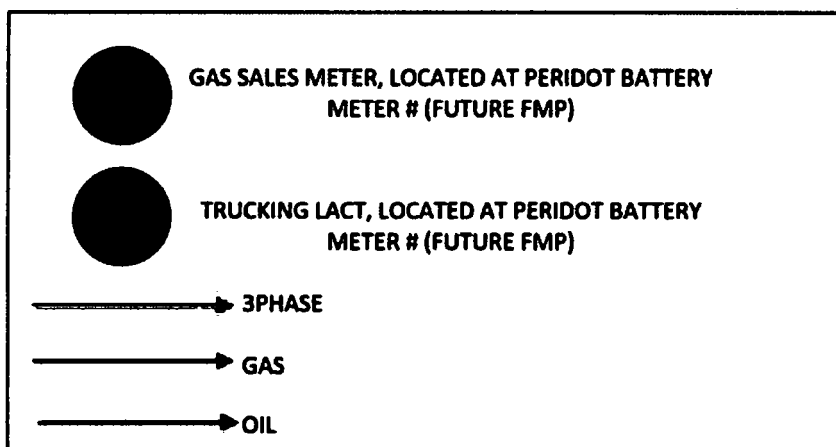 GAS SALES METER, LOCATED AT PERIDOT BATTERY
METER # (FUTURE FMP)
TRUCKING LACT, LOCATED AT PERIDOT BATTERY
METER # (FUTURE FMP)
3PHASE
GAS
OIL